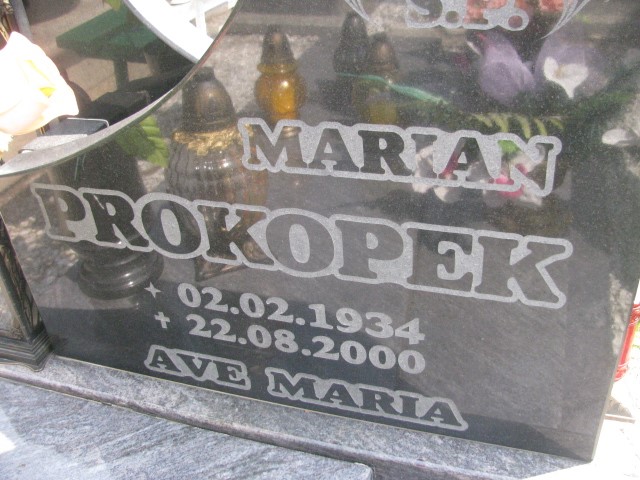 Ś.P.
MARIAN
PROKOPEK
★ 02.02.1934
✝ 22.08.2000
AVE MARIA